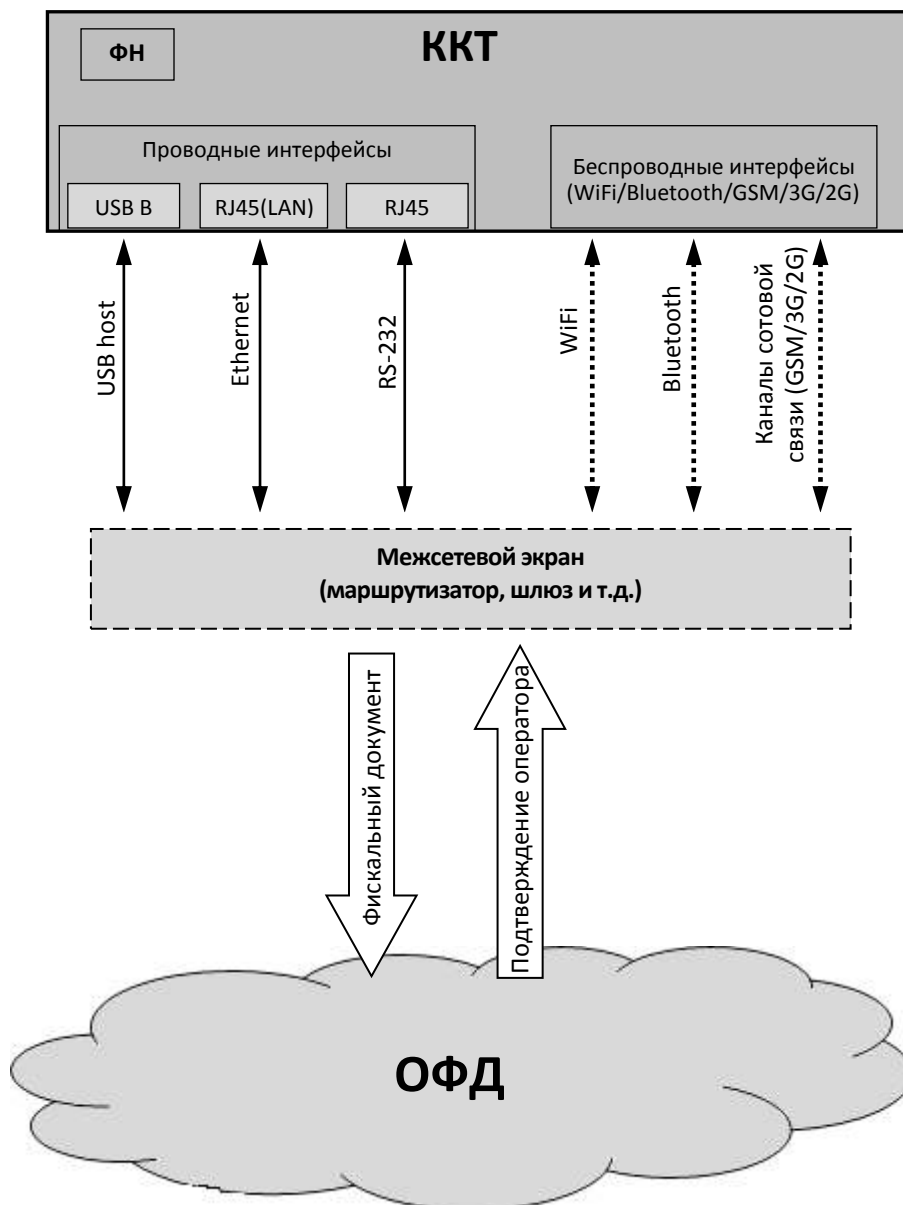 ФН
ККТ
Проводные интерфейсы
Беспроводные интерфейсы
(WiFi/Bluetooth/GSM/3G/2G)
USB B
RJ45(LAN)
RJ45
USB host
Ethernet
RS-232
WiFi
Bluetooth
Каналы сотовой
связи (GSM/3G/2G)
Межсетевой экран
(маршрутизатор, шлюз и т.д.)
Фискальный документ
Подтверждение оператора
ОФД